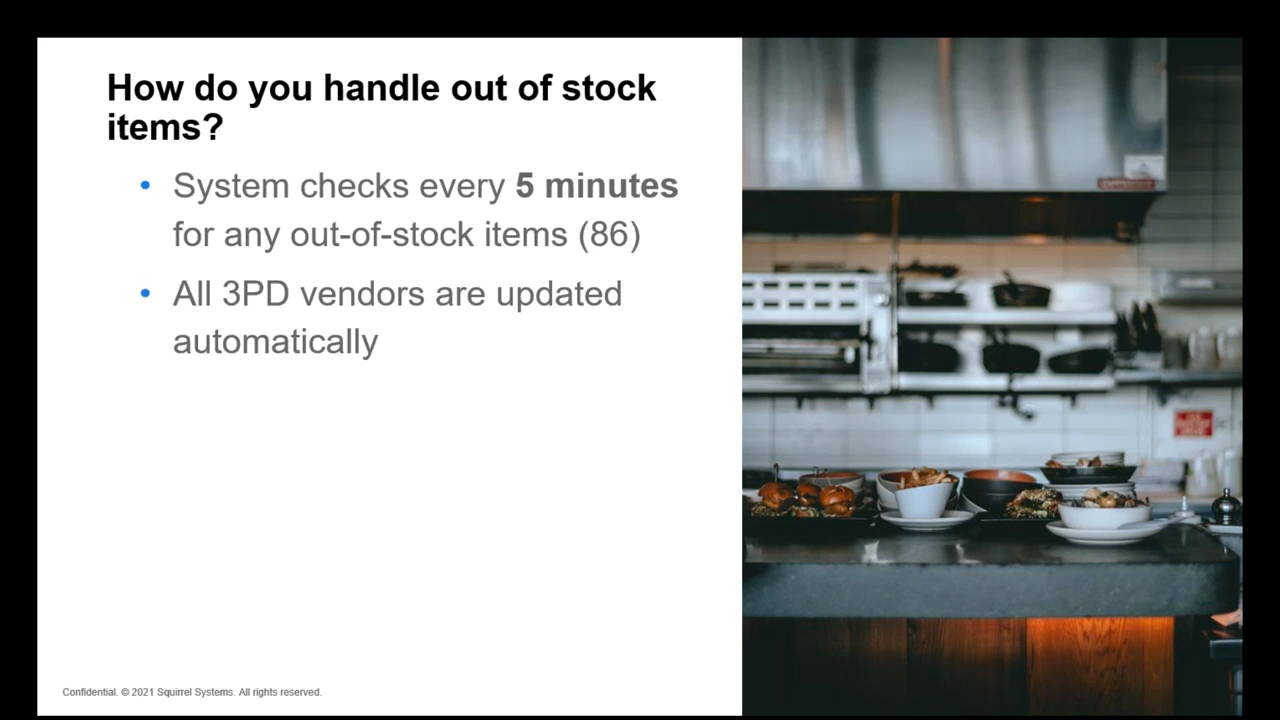 How do you handle out of stock
items?
• System checks every 5 minutes
for any out-of-stock items (86)
• All 3PD vendors are updated
automatically
Confidential. © 2021 Squirrel Systems. All rights reserved.